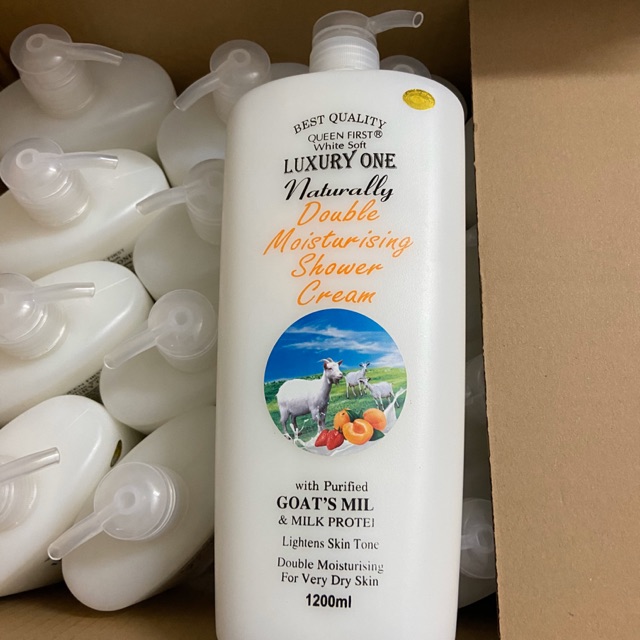 BEST QUALITY
QUEEN FIRST®
White Soft
LUXURY ONE
Naturally
Double
Moisturising
Shower
Cream
with Purified
GOAT'S MIL
& MILK PROTEI
Lightens Skin Tone
Double Moisturising
For Very Dry Skin
1200ml